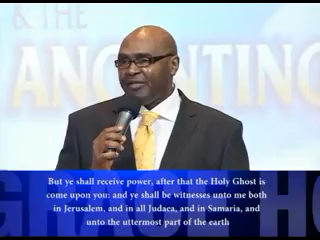 & THE
ANOINTING
But ye shall receive power, after that the Holy Ghost is
come upon you: and ye shall be witnesses unto me both
in Jerusalem, and in all Judaea, and in Samaria, and
unto the uttermost part of the earth